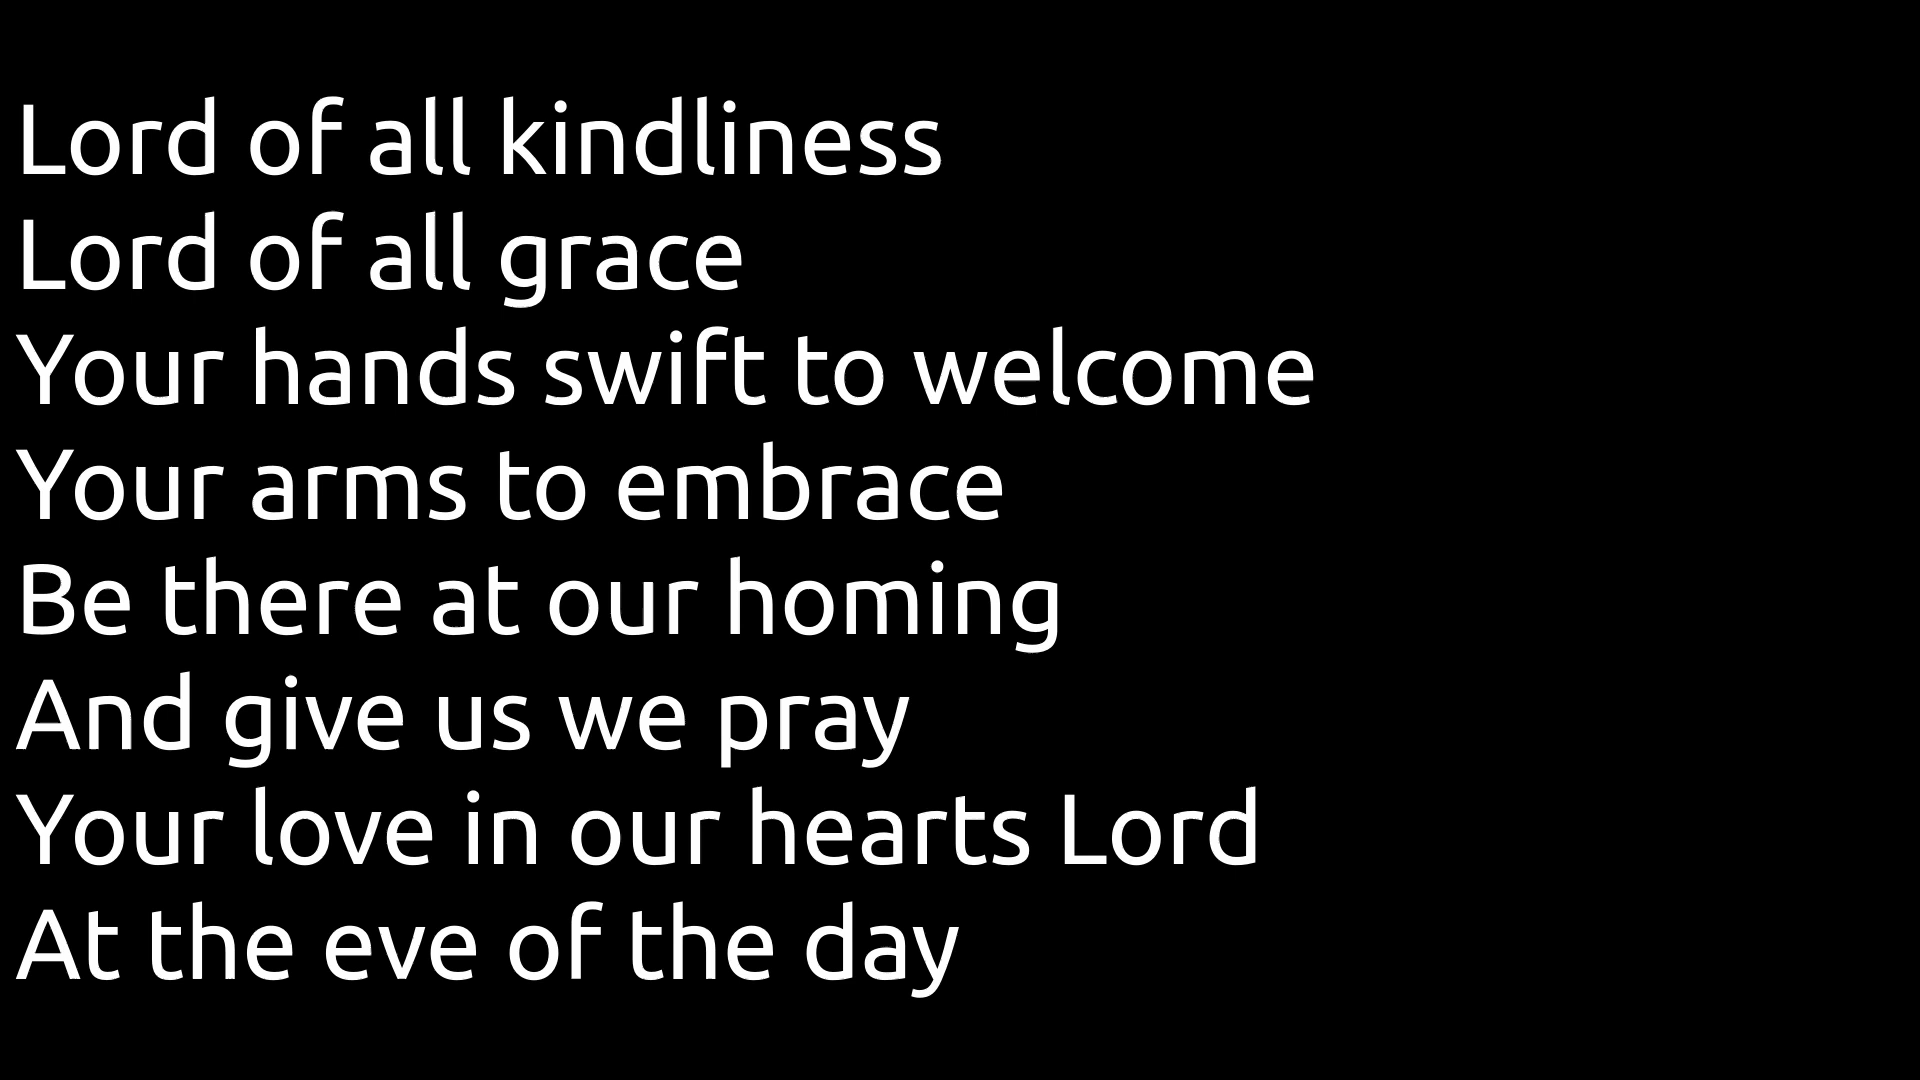 Lord of all kindliness
Lord of all grace
Your hands swift to welcome
Your arms to embrace
Be there at our homing
And give us we pray
Your love in our hearts Lord
At the eve of the day